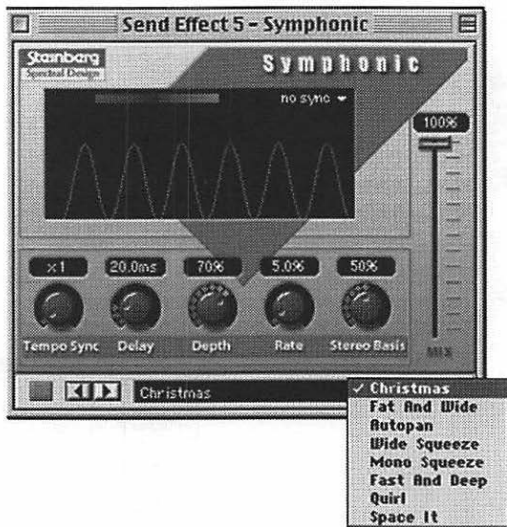 Send Effect 5 - Symphonic
Steinberg
Spectral Design
Symphonic
no sync
100%
x1 20.0ms 70% 5.0% 50%
Tempo Sync Delay Depth Rate Stereo Basis
MIX
Christmas
✓ Christmas
Fat And Wide
Autopan
Wide Squeeze
Mono Squeeze
Fast And Deep
Quirl
Space It